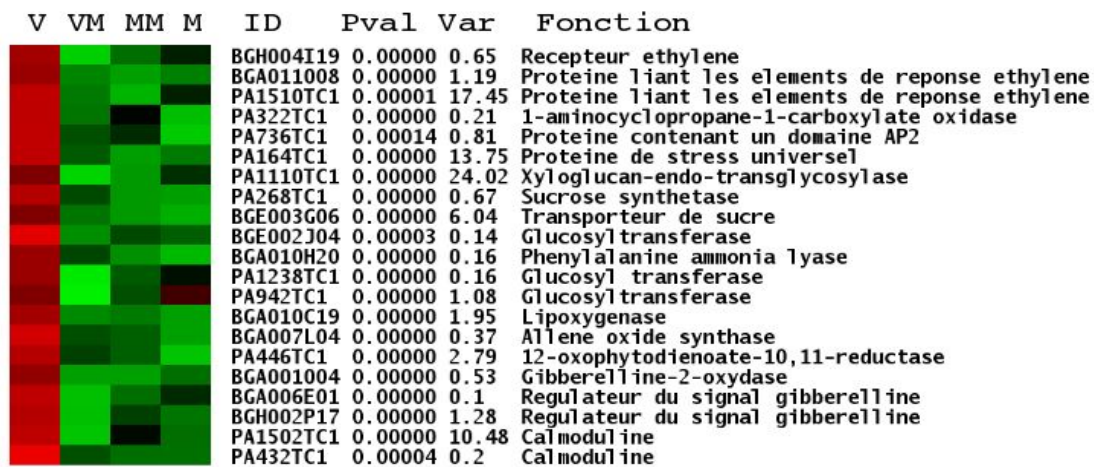 V VM MM M ID Pval Var Fonction
BGH004I19 0.00000 0.65 Recepteur ethylene
BGA011008 0.00000 1.19 Proteine liant les elements de reponse ethylene
PA1510TC1 0.00001 17.45 Proteine liant les elements de reponse ethylene
PA322TC1 0.00000 0.21 1-aminocyclopropane-1-carboxylate oxidase
PA736TC1 0.00014 0.81 Proteine contenant un domaine AP2
PA164TC1 0.00000 13.75 Proteine de stress universel
PA1110TC1 0.00000 24.02 Xyloglucan-endo-transglycosylase
PA268TC1 0.00000 0.67 Sucrose synthetase
BGE003G06 0.00000 6.04 Transporteur de sucre
BGE002J04 0.00003 0.14 Glucosyltransferase
BGA010H20 0.00000 0.16 Phenylalanine ammonia lyase
PA1238TC1 0.00000 0.16 Glucosyl transferase
PA942TC1 0.00000 1.08 Glucosyltransferase
BGA010C19 0.00000 1.95 Lipoxygenase
BGA007L04 0.00000 0.37 Allene oxide synthase
PA446TC1 0.00000 2.79 12-oxophytodienoate-10,11-reductase
BGA001004 0.00000 0.53 Gibberelline-2-oxydase
BGA006E01 0.00000 0.1 Regulateur du signal gibberelline
BGH002P17 0.00000 1.28 Regulateur du signal gibberelline
PA1502TC1 0.00000 10.48 Calmoduline
PA432TC1 0.00004 0.2 Calmoduline